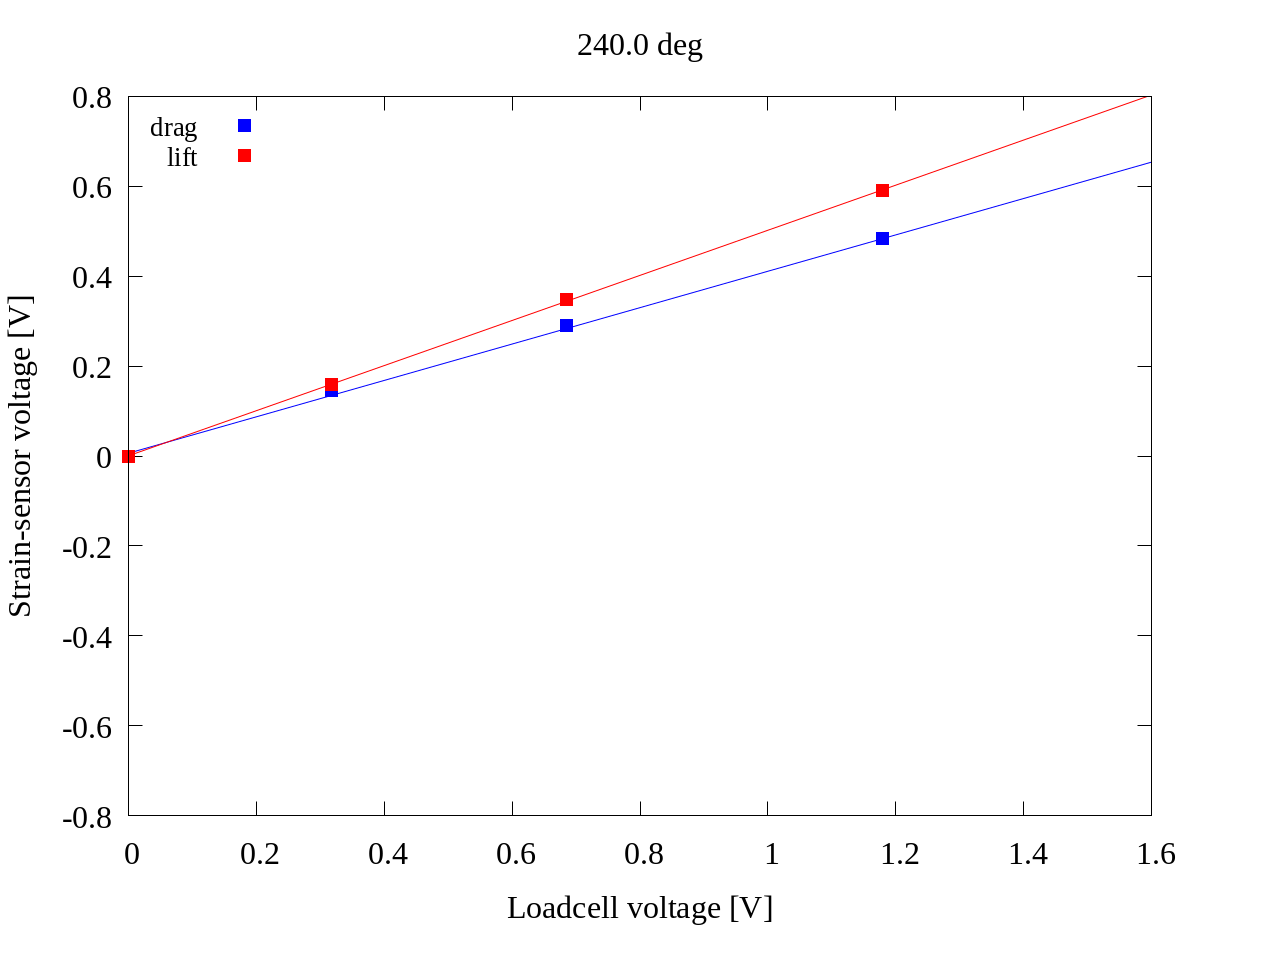 240.0 deg
drag
lift
0.8
0.6
0.4
0.2
0
-0.2
-0.4
-0.6
-0.8
Strain-sensor voltage [V]
0 0.2 0.4 0.6 0.8 1 1.2 1.4 1.6
Loadcell voltage [V]